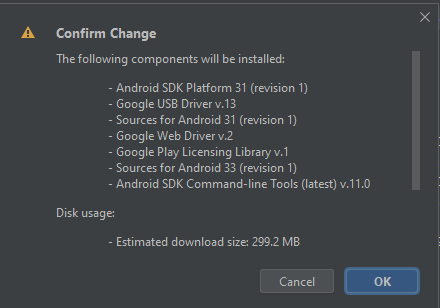 Confirm Change
The following components will be installed:
- Android SDK Platform 31 (revision 1)
- Google USB Driver v.13
- Sources for Android 31 (revision 1)
- Google Web Driver v.2
- Google Play Licensing Library v.1
- Sources for Android 33 (revision 1)
- Android SDK Command-line Tools (latest) v.11.0
Disk usage:
- Estimated download size: 299.2 MB
Cancel
OK